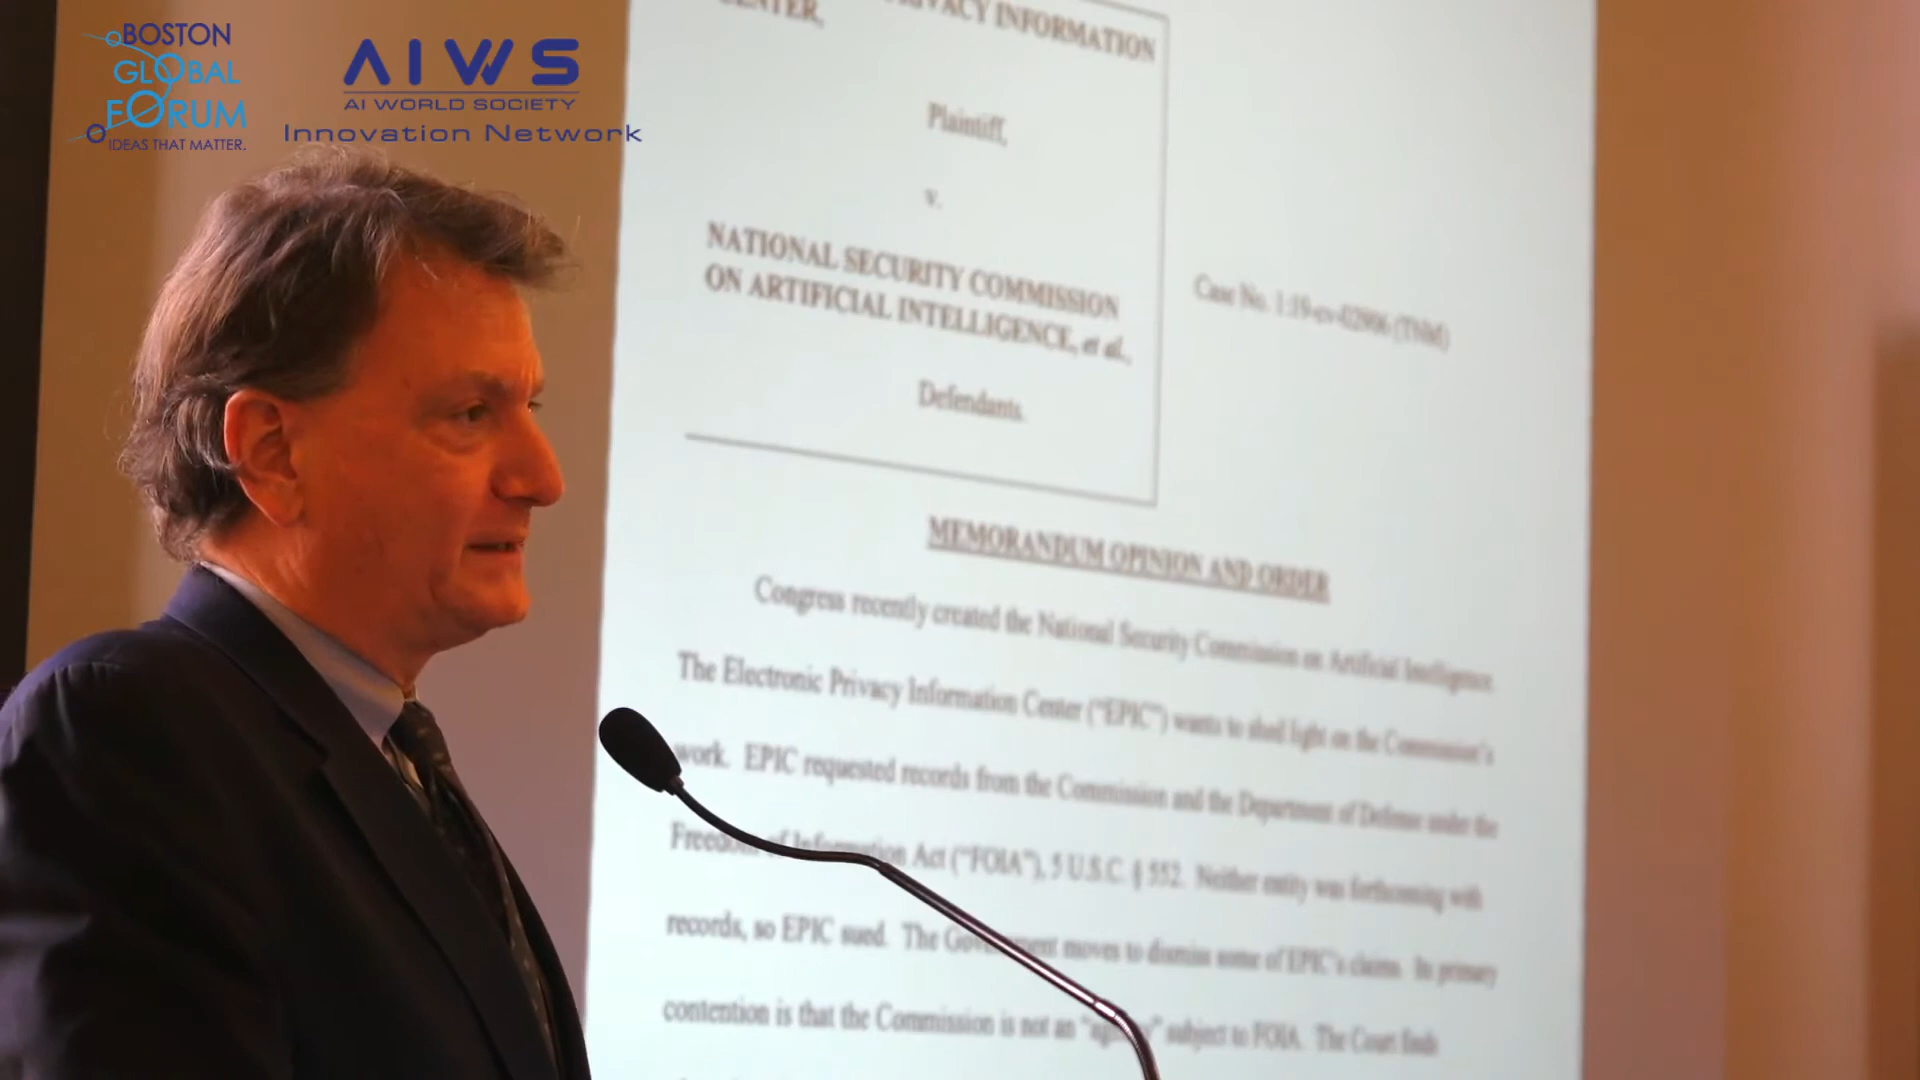 BOSTON
GLOBAL
FORUM
IDEAS THAT MATTER.
AIWS
AI WORLD SOCIETY
Innovation Network
PRIVACY INFORMATION
CENTER,
Plaintiff,
v.
NATIONAL SECURITY COMMISSION
ON ARTIFICIAL INTELLIGENCE, et al.,
Case No. 1:19-cv-02906 (TNM)
Defendants.
MEMORANDUM OPINION AND ORDER
Congress recently created the National Security Commission on Artificial Intelligence.
The Electronic Privacy Information Center ("EPIC") wants to shed light on the Commission's
work. EPIC requested records from the Commission and the Department of Defense under the
Freedom of Information Act ("FOIA"), 5 U.S.C. § 552. Neither entity was forthcoming with
records, so EPIC sued. The Government moves to dismiss some of EPIC's claims. Its primary
contention is that the Commission is not an "agency" subject to FOIA. The Court finds